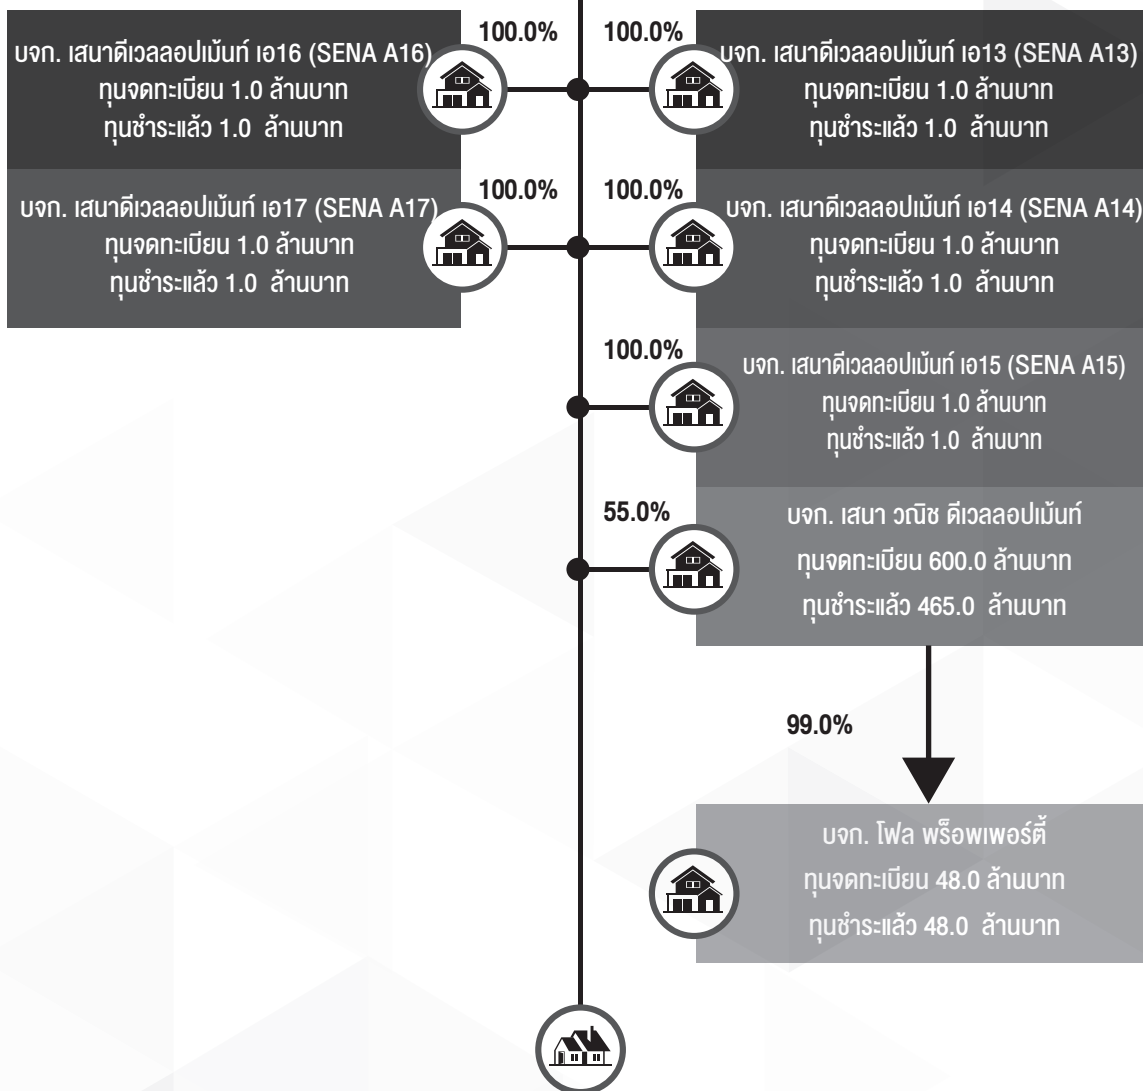 100.0%
บจก. เสนาดีเวลลอปเม้นท์ เอ16 (SENA A16)
ทุนจดทะเบียน 1.0 ล้านบาท
ทุนชำระแล้ว 1.0 ล้านบาท
100.0%
บจก. เสนาดีเวลลอปเม้นท์ เอ13 (SENA A13)
ทุนจดทะเบียน 1.0 ล้านบาท
ทุนชำระแล้ว 1.0 ล้านบาท
100.0%
บจก. เสนาดีเวลลอปเม้นท์ เอ17 (SENA A17)
ทุนจดทะเบียน 1.0 ล้านบาท
ทุนชำระแล้ว 1.0 ล้านบาท
100.0%
บจก. เสนาดีเวลลอปเม้นท์ เอ14 (SENA A14)
ทุนจดทะเบียน 1.0 ล้านบาท
ทุนชำระแล้ว 1.0 ล้านบาท
100.0%
บจก. เสนาดีเวลลอปเม้นท์ เอ15 (SENA A15)
ทุนจดทะเบียน 1.0 ล้านบาท
ทุนชำระแล้ว 1.0 ล้านบาท
55.0%
บจก. เสนา วณิช ดีเวลลอปเม้นท์
ทุนจดทะเบียน 600.0 ล้านบาท
ทุนชำระแล้ว 465.0 ล้านบาท
99.0%
บจก. โฟล พร็อพเพอร์ตี้
ทุนจดทะเบียน 48.0 ล้านบาท
ทุนชำระแล้ว 48.0 ล้านบาท